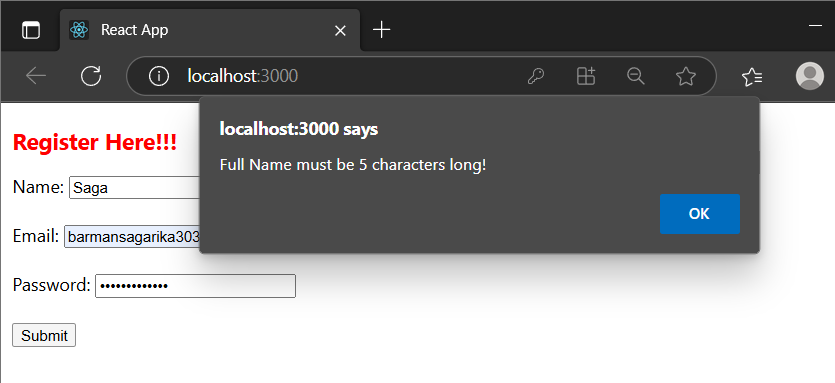 React App
localhost:3000
localhost:3000 says
Full Name must be 5 characters long!
OK
Register Here!!!
Name: Saga
Email: barmansagarika303
Password: •••••••••••••
Submit